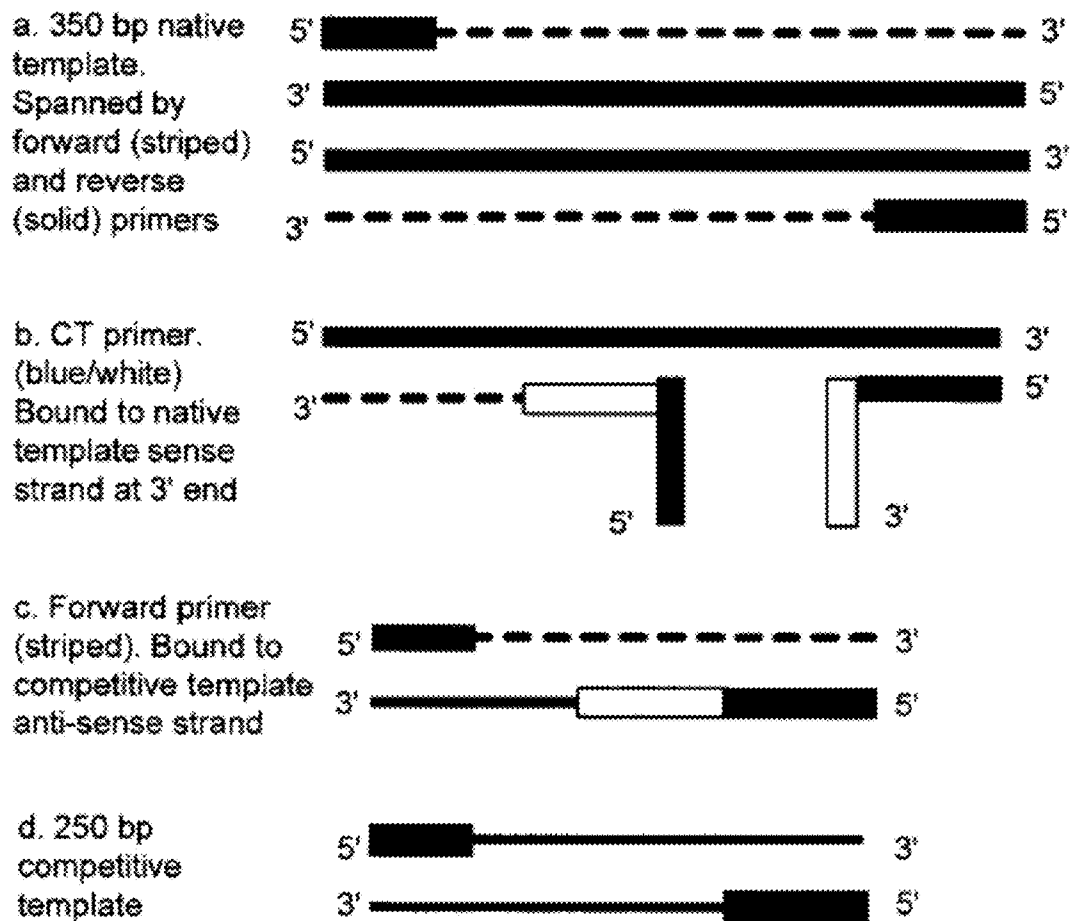 a. 350 bp native
template.
Spanned by
forward (striped)
and reverse
(solid) primers
5' 3'
3' 5'
5' 3'
3' 5'
b. CT primer.
(blue/white)
Bound to native
template sense
strand at 3' end
5' 3'
3' 5'
5' 3'
c. Forward primer
(striped). Bound to
competitive template
anti-sense strand
5' 3'
3' 5'
d. 250 bp
competitive
template
5' 3'
3' 5'